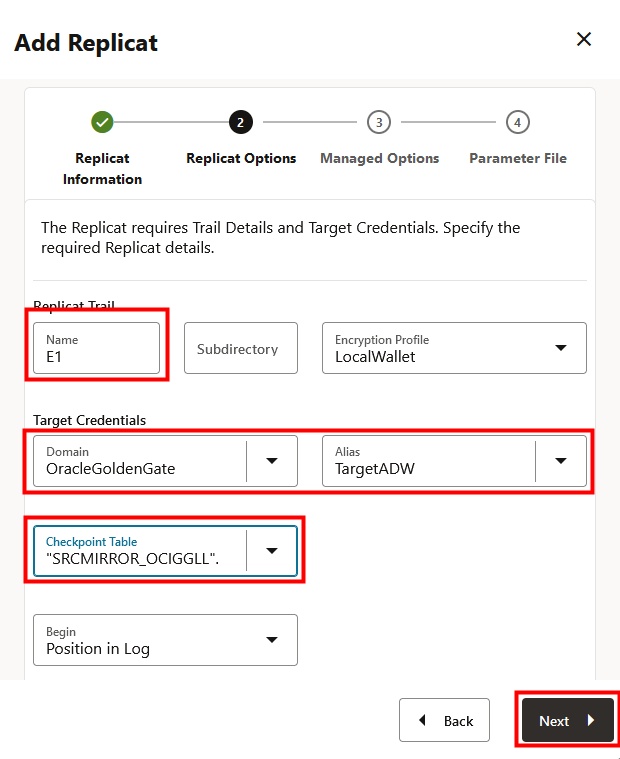 Add Replicat
2
3
4
Replicat
Information
Replicat Options
Managed Options
Parameter File
The Replicat requires Trail Details and Target Credentials. Specify the
required Replicat details.
Replicat Trail
Name
E1
Subdirectory
Encryption Profile
LocalWallet
Target Credentials
Domain
OracleGoldenGate
Alias
TargetADW
Checkpoint Table
"SRCMIRROR_OCIGGLL".
Begin
Position in Log
Back
Next